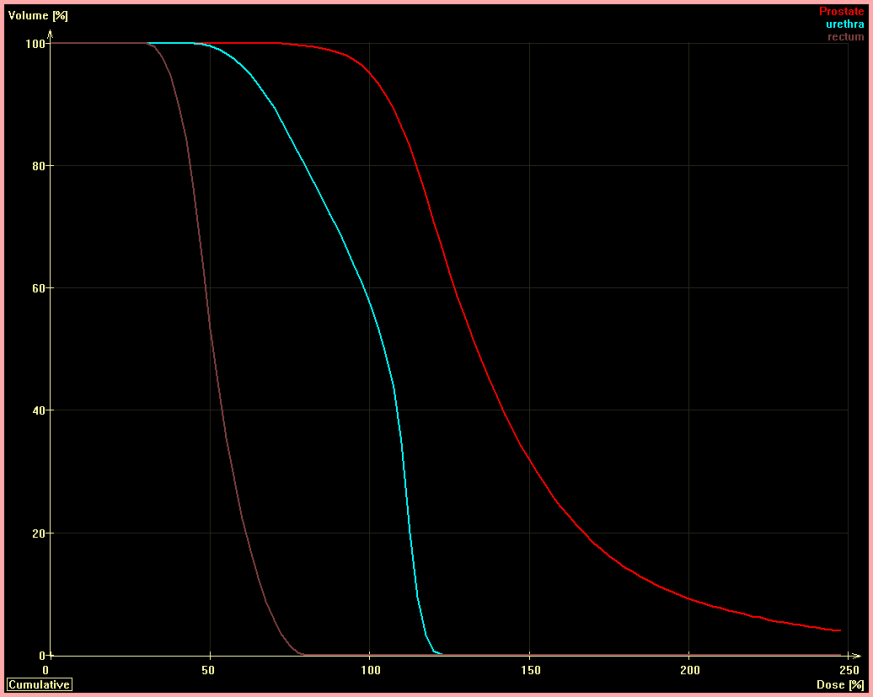 Volume [%]
Prostate
urethra
rectum
100
80
60
40
20
0
0 50 100 150 200 250
Cumulative
Dose [%]